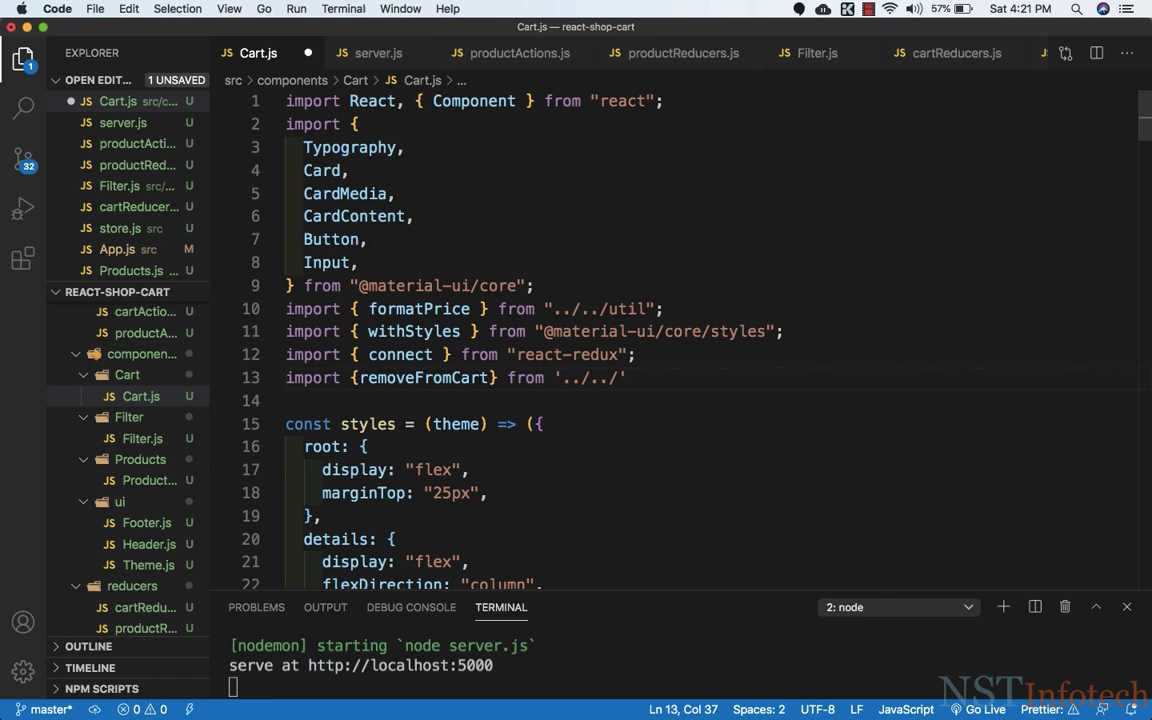 Code File Edit Selection View Go Run Terminal Window Help 57% Sat 4:21 PM
Cart.js — react-shop-cart
EXPLORER
Cart.js
server.js
productActions.js
productReducers.js
Filter.js
cartReducers.js
OPEN EDIT... 1 UNSAVED
src > components > Cart > Cart.js > ...
Cart.js src/c... U
server.js U
productActi... U
productRed... U
Filter.js src/... U
cartReducer... U
store.js src U
App.js src M
Products.js ... U
REACT-SHOP-CART
cartActio... U
productA... U
componen...
Cart
Cart.js U
Filter
Filter.js U
Products
Product... U
ui
Footer.js U
Header.js U
Theme.js U
reducers
cartRedu... U
productR... U
OUTLINE
TIMELINE
NPM SCRIPTS
1
32
1 import React, { Component } from "react";
2 import {
3 Typography,
4 Card,
5 CardMedia,
6 CardContent,
7 Button,
8 Input,
9 } from "@material-ui/core";
10 import { formatPrice } from "../../util";
11 import { withStyles } from "@material-ui/core/styles";
12 import { connect } from "react-redux";
13 import {removeFromCart} from '../../'
14
15 const styles = (theme) => ({
16 root: {
17 display: "flex",
18 marginTop: "25px",
19 },
20 details: {
21 display: "flex",
22 flexDirection: "column",
PROBLEMS OUTPUT DEBUG CONSOLE TERMINAL 2: node
[nodemon] starting `node server.js`
serve at http://localhost:5000
NSTInfotech
master* 0 0 Ln 13, Col 37 Spaces: 2 UTF-8 LF JavaScript Go Live Prettier: